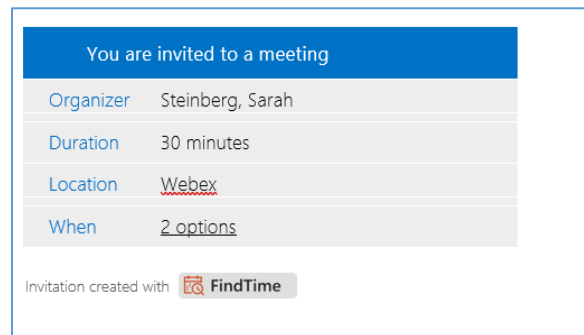 You are invited to a meeting
Organizer Steinberg, Sarah
Duration 30 minutes
Location Webex
When 2 options
Invitation created with FindTime